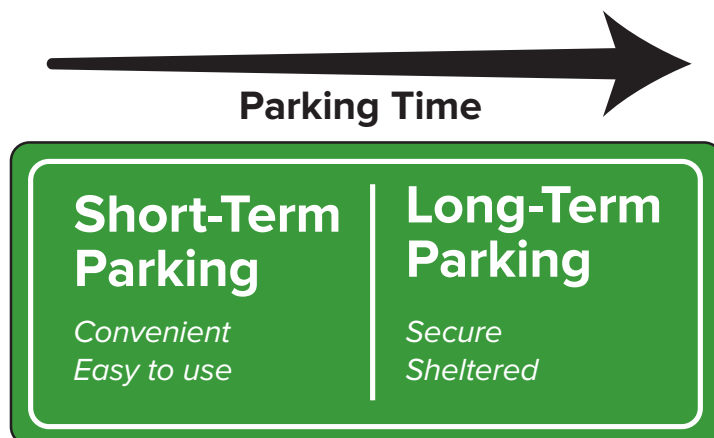 Parking Time
Short-Term
Parking
Convenient
Easy to use
Long-Term
Parking
Secure
Sheltered